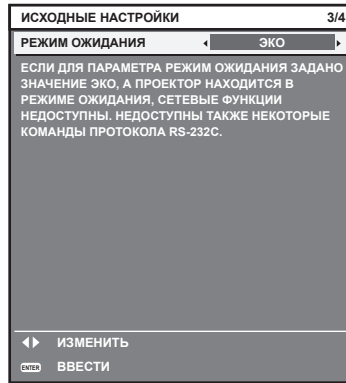 ИСХОДНЫЕ НАСТРОЙКИ 3/4
РЕЖИМ ОЖИДАНИЯ ЭКО
ЕСЛИ ДЛЯ ПАРАМЕТРА РЕЖИМ ОЖИДАНИЯ ЗАДАНО
ЗНАЧЕНИЕ ЭКО, А ПРОЕКТОР НАХОДИТСЯ В
РЕЖИМЕ ОЖИДАНИЯ, СЕТЕВЫЕ ФУНКЦИИ
НЕДОСТУПНЫ. НЕДОСТУПНЫ ТАКЖЕ НЕКОТОРЫЕ
КОМАНДЫ ПРОТОКОЛА RS-232C.
ИЗМЕНИТЬ
ENTER ВВЕСТИ